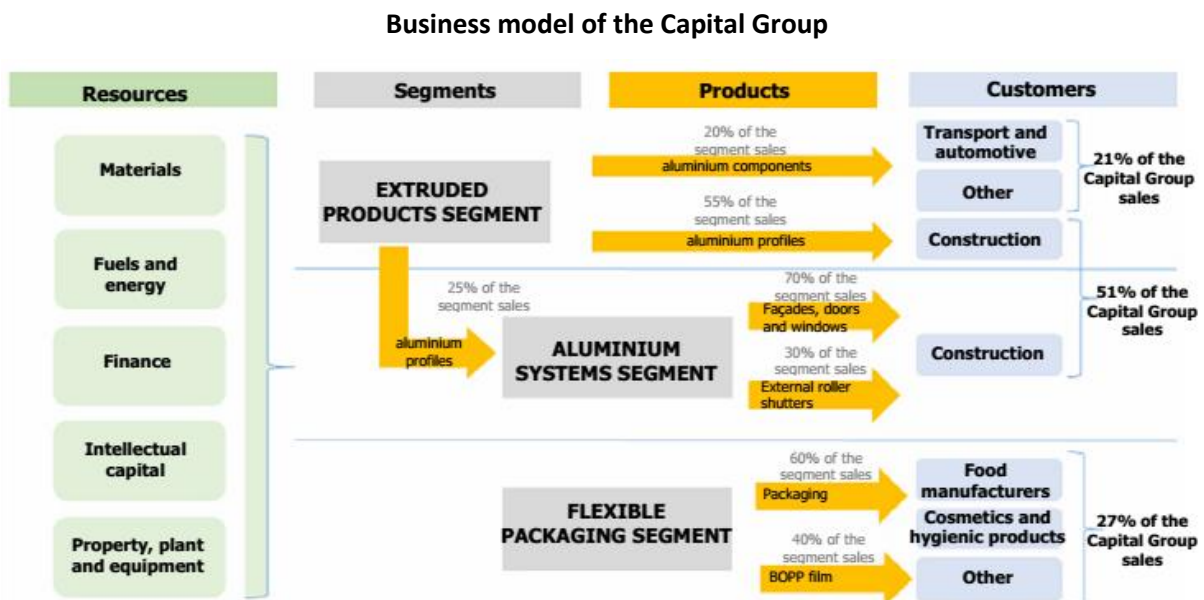 Business model of the Capital Group
Resources
Segments
Products
Customers
Materials
Fuels and
energy
Finance
Intellectual
capital
Property, plant
and equipment
EXTRUDED
PRODUCTS SEGMENT
20% of the
segment sales
aluminium components
55% of the
segment sales
aluminium profiles
Transport and
automotive
Other
Construction
21% of the
Capital Group
sales
25% of the
segment sales
aluminium
profiles
ALUMINIUM
SYSTEMS SEGMENT
70% of the
segment sales
Façades, doors
and windows
30% of the
segment sales
External roller
shutters
Construction
51% of the
Capital Group
sales
FLEXIBLE
PACKAGING SEGMENT
60% of the
segment sales
Packaging
40% of the
segment sales
BOPP film
Food
manufacturers
Cosmetics and
hygienic products
Other
27% of the
Capital Group
sales